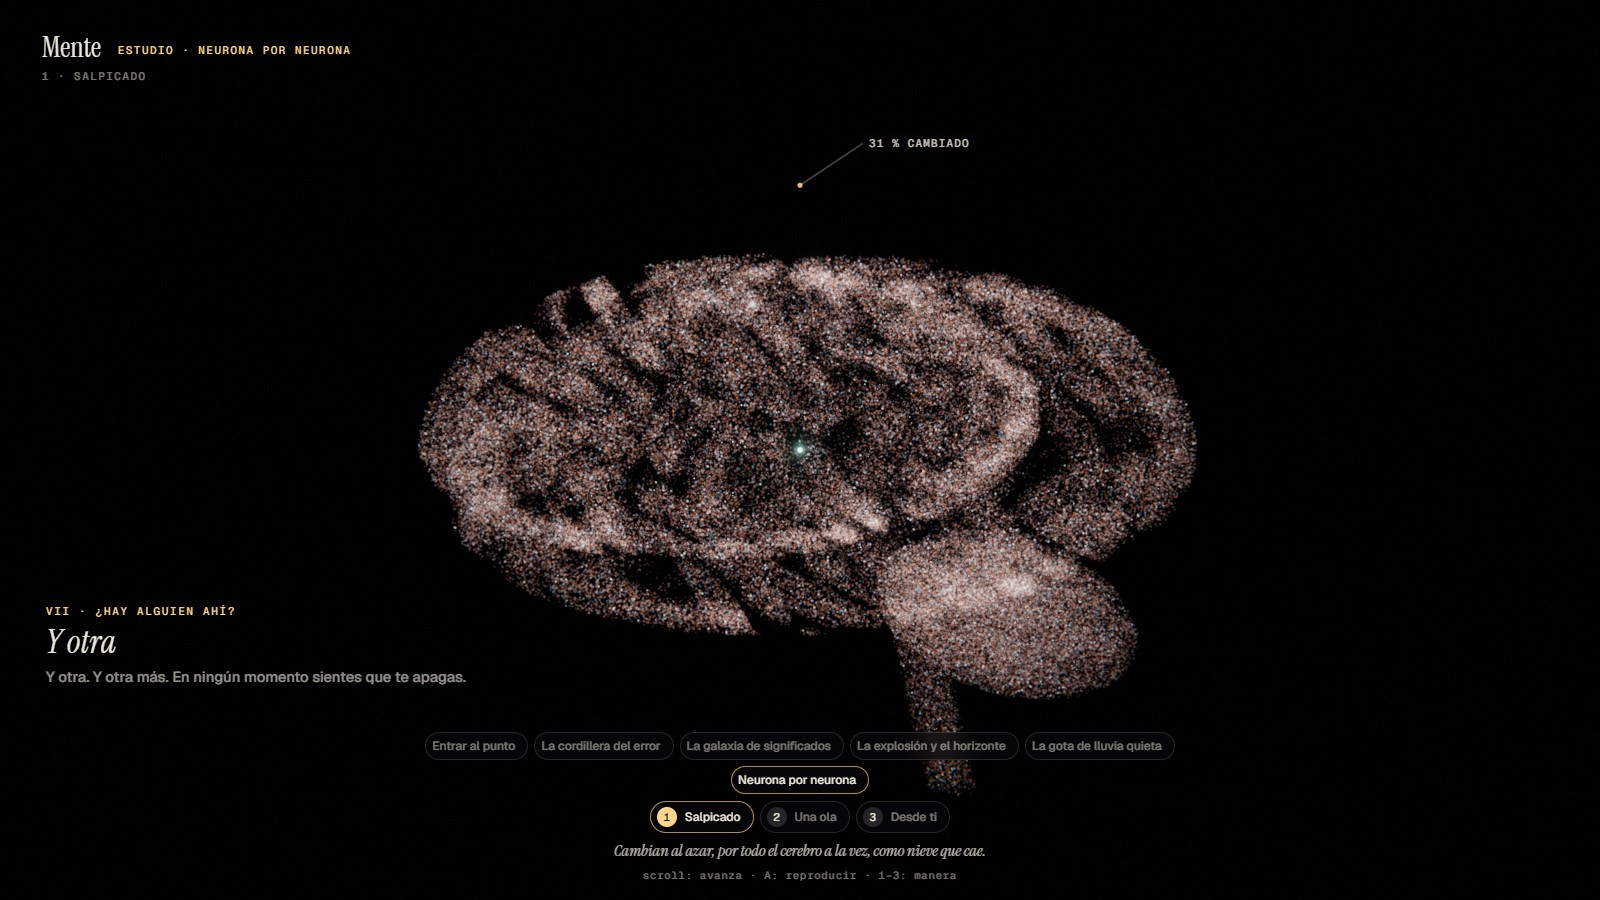 Mente ESTUDIO · NEURONA POR NEURONA
1 · SALPICADO
31 % CAMBIADO
VII · ¿HAY ALGUIEN AHÍ?
Y otra
Y otra. Y otra más. En ningún momento sientes que te apagas.
Entrar al punto La cordillera del error La galaxia de significados La explosión y el horizonte La gota de lluvia quieta
Neurona por neurona
1 Salpicado 2 Una ola 3 Desde ti
Cambian al azar, por todo el cerebro a la vez, como nieve que cae.
scroll: avanza · A: reproducir · 1–3: manera